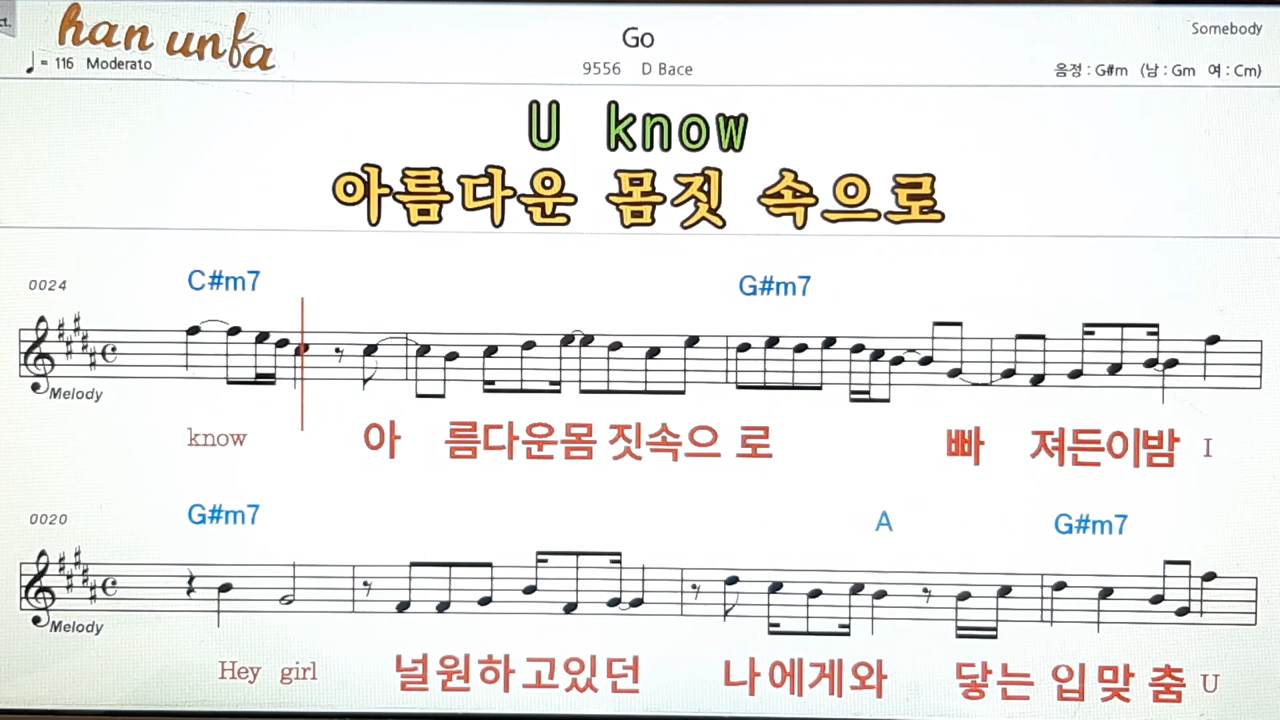 ct.
han unfa
Go
Somebody
♩ = 116 Moderato
9556 D Bace
음정 : G#m (남 : Gm 여 : Cm)
U know
아름다운 몸짓 속으로
0024
C#m7 G#m7
Melody
know 아 름다운몸 짓속으 로 빠 져든이밤 I
0020
G#m7 A G#m7
Melody
Hey girl 널원하고있던 나에게와 닿는입맞춤 U